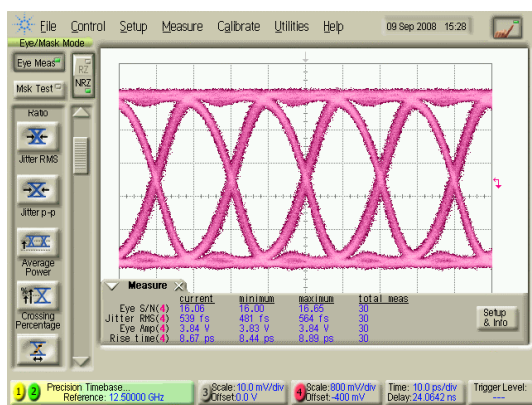 File Control Setup Measure Calibrate Utilities Help 09 Sep 2008 15:28
Eye/Mask Mode
Eye Meas
RZ
NRZ
Msk Test
Ratio
Jitter RMS
Jitter p-p
Average Power
Crossing Percentage
Measure
current minimum maximum total meas
Eye S/N(4) 16.06 16.00 16.65 30
Jitter RMS(4) 539 fs 481 fs 564 fs 30
Eye Amp(4) 3.84 V 3.83 V 3.84 V 30
Rise time(4) 8.67 ps 8.44 ps 8.89 ps 30
Setup & Info
1 2 Precision Timebase...
Reference: 12.50000 GHz
3 Scale:10.0 mV/div
Offset:0.0 V
4 Scale:800 mV/div
Offset:-400 mV
Time: 10.0 ps/div
Delay:24.0642 ns
Trigger Level:
---